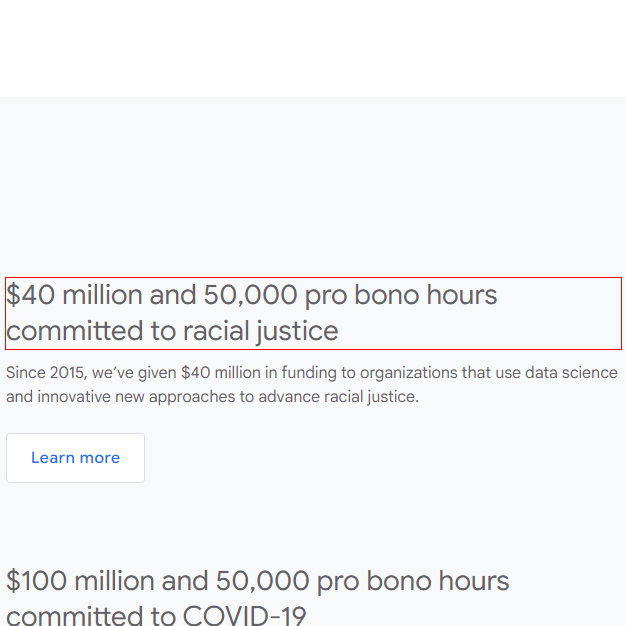 $40 million and 50,000 pro bono hours
committed to racial justice
Since 2015, we’ve given $40 million in funding to organizations that use data science
and innovative new approaches to advance racial justice.
Learn more
$100 million and 50,000 pro bono hours
committed to COVID-19